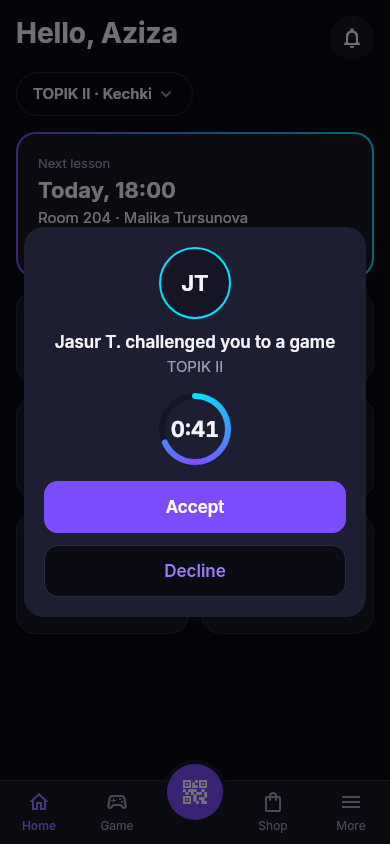 Hello, Aziza
TOPIK II · Kechki
Next lesson
Today, 18:00
Room 204 · Malika Tursunova
JT
Jasur T. challenged you to a game
TOPIK II
0:41
Accept
Decline
Home
Game
Shop
More